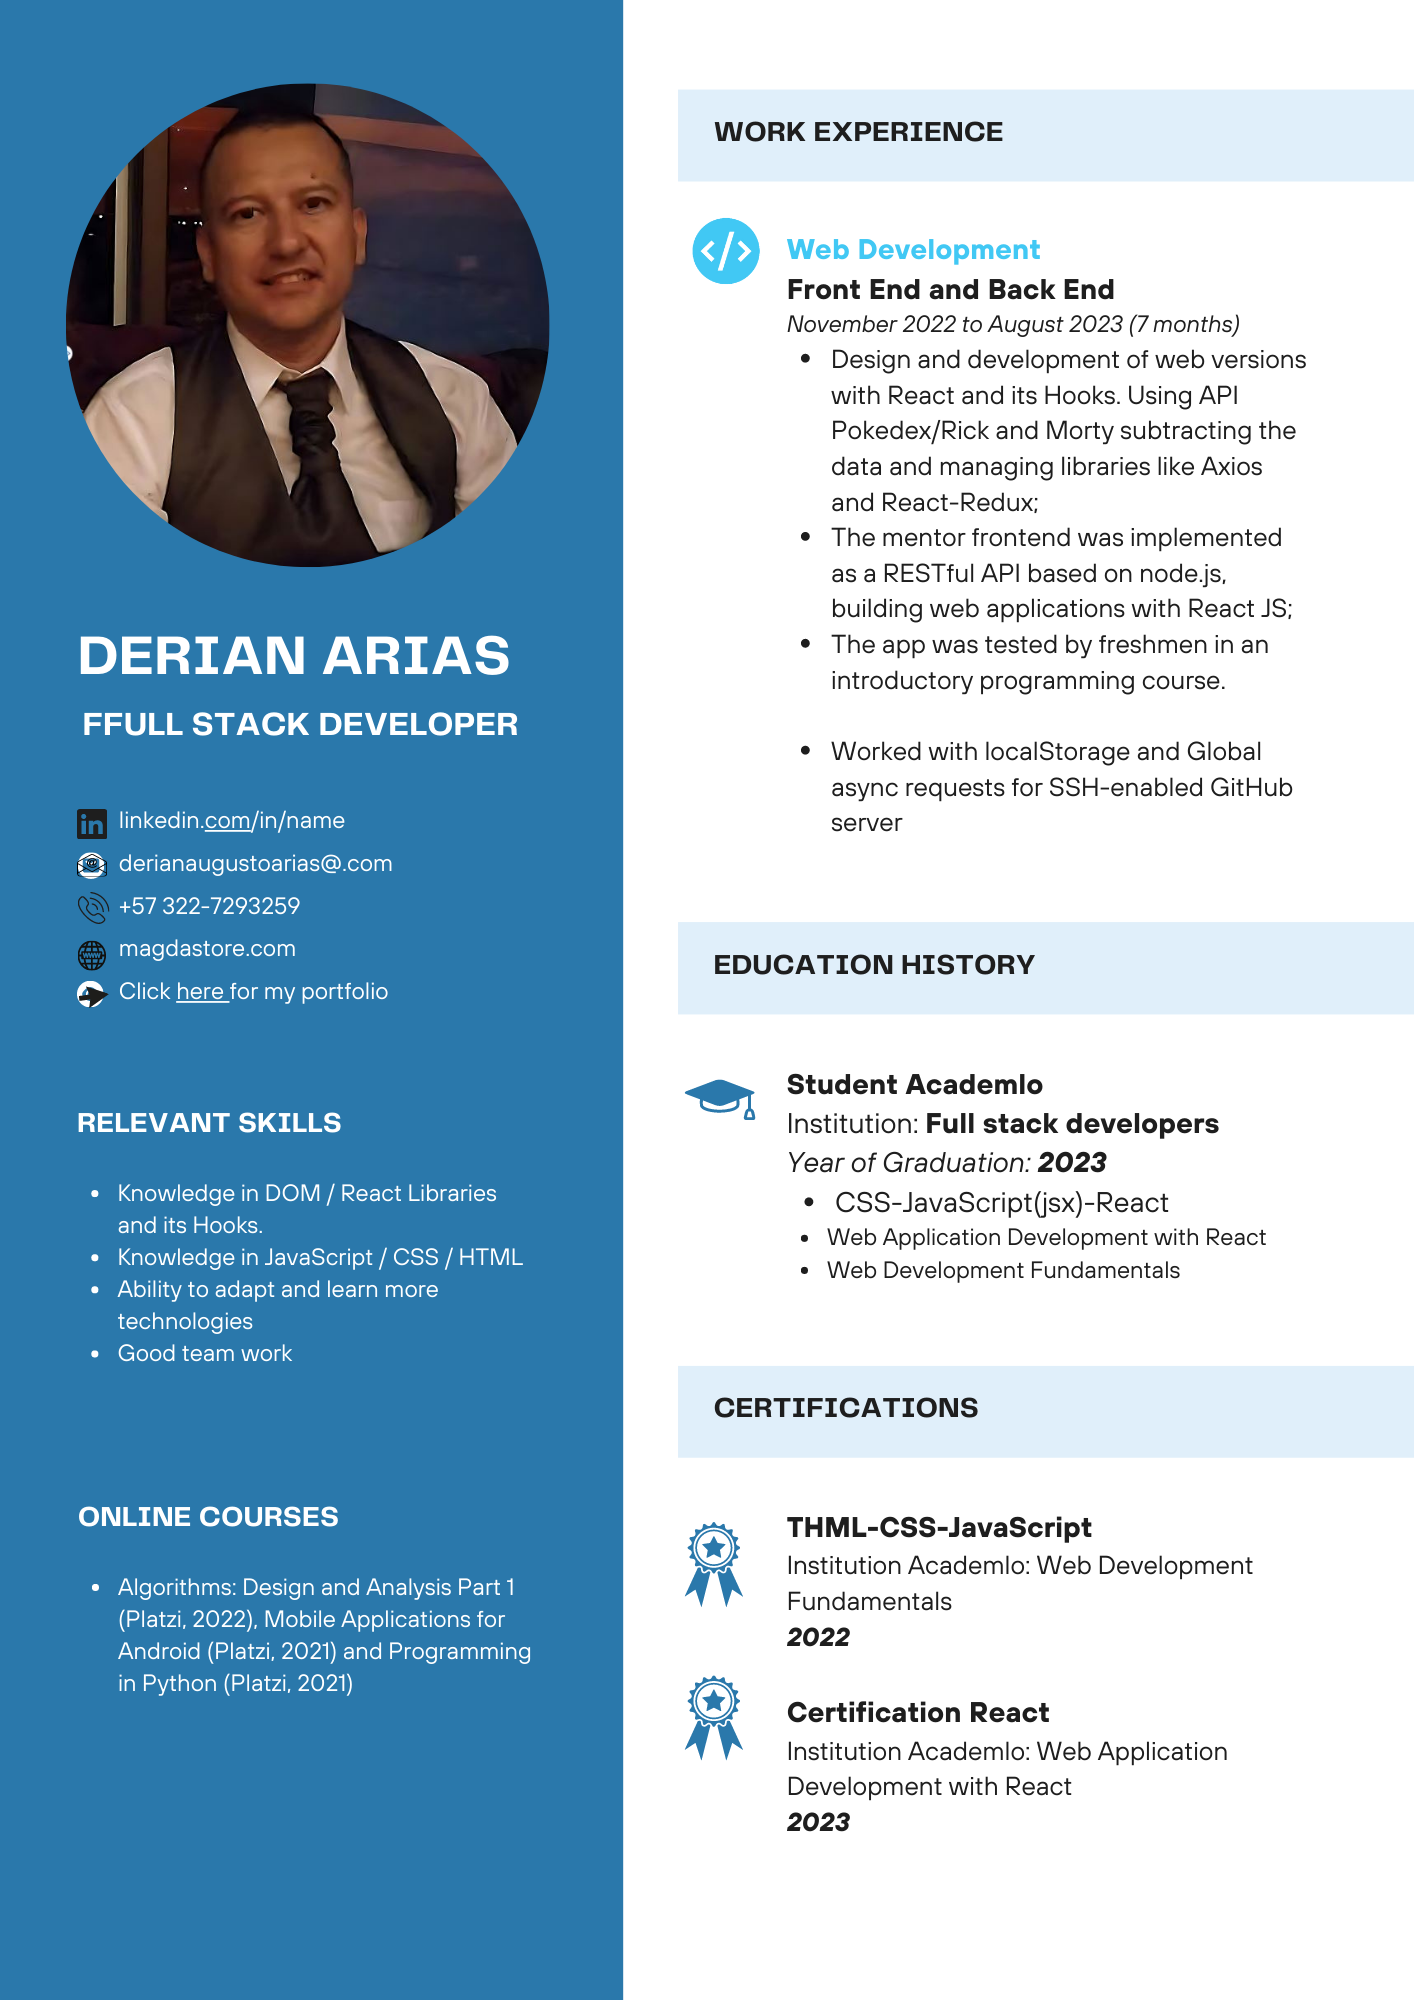 DERIAN ARIAS
FFULL STACK DEVELOPER
linkedin.com/in/name
derianaugustoarias@.com
+57 322-7293259
magdastore.com
Click here for my portfolio
RELEVANT SKILLS
• Knowledge in DOM / React Libraries
and its Hooks.
• Knowledge in JavaScript / CSS / HTML
• Ability to adapt and learn more
technologies
• Good team work
ONLINE COURSES
• Algorithms: Design and Analysis Part 1
(Platzi, 2022), Mobile Applications for
Android (Platzi, 2021) and Programming
in Python (Platzi, 2021)
WORK EXPERIENCE
Web Development
Front End and Back End
November 2022 to August 2023 (7 months)
• Design and development of web versions
with React and its Hooks. Using API
Pokedex/Rick and Morty subtracting the
data and managing libraries like Axios
and React-Redux;
• The mentor frontend was implemented
as a RESTful API based on node.js,
building web applications with React JS;
• The app was tested by freshmen in an
introductory programming course.
• Worked with localStorage and Global
async requests for SSH-enabled GitHub
server
EDUCATION HISTORY
Student Academlo
Institution: Full stack developers
Year of Graduation: 2023
• CSS-JavaScript(jsx)-React
• Web Application Development with React
• Web Development Fundamentals
CERTIFICATIONS
THML-CSS-JavaScript
Institution Academlo: Web Development
Fundamentals
2022
Certification React
Institution Academlo: Web Application
Development with React
2023